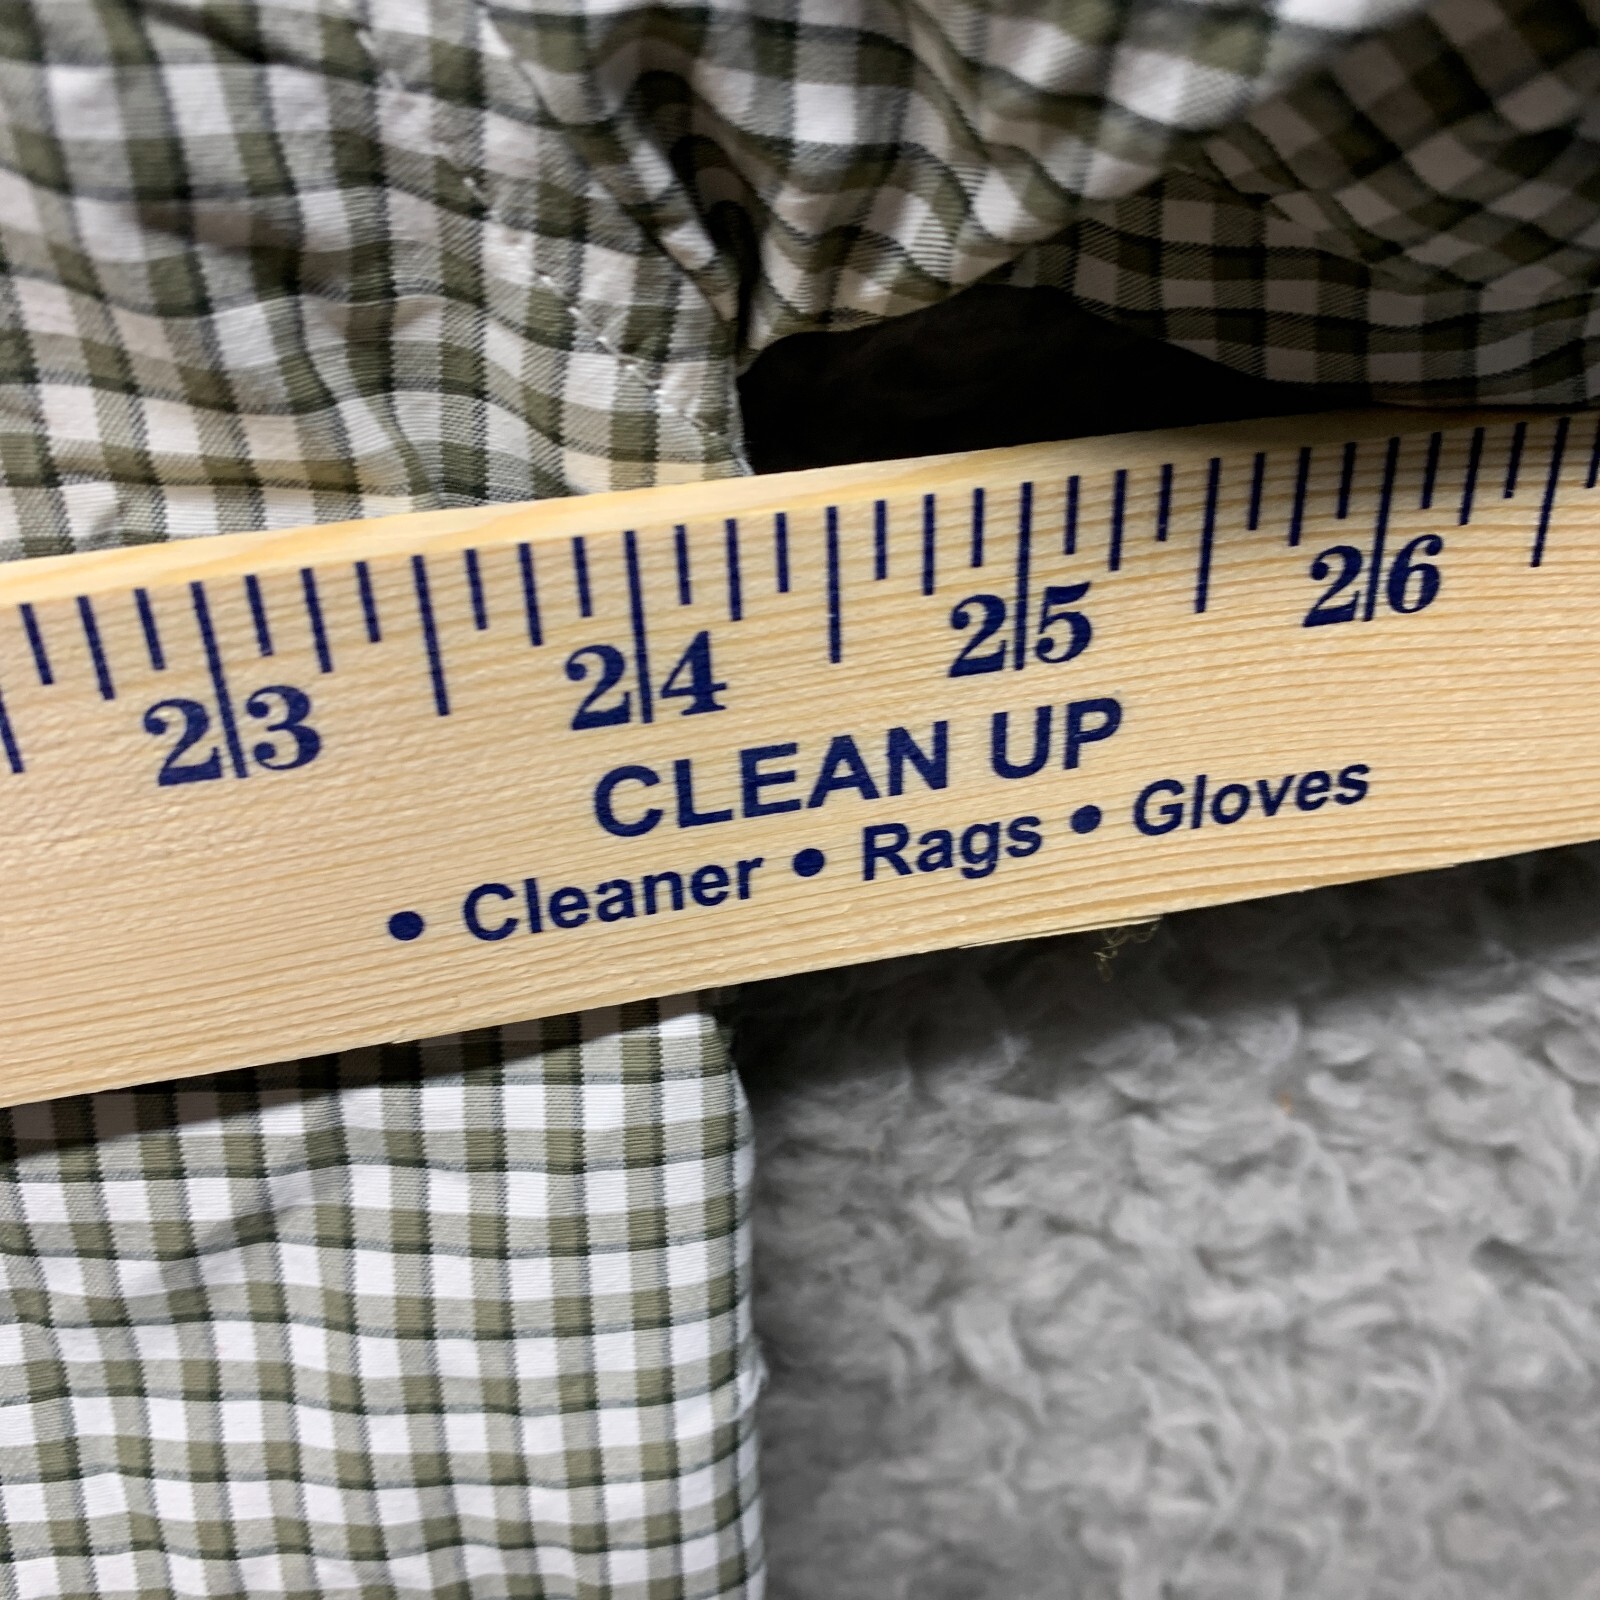 23 24 25 26
CLEAN UP
• Cleaner • Rags • Gloves